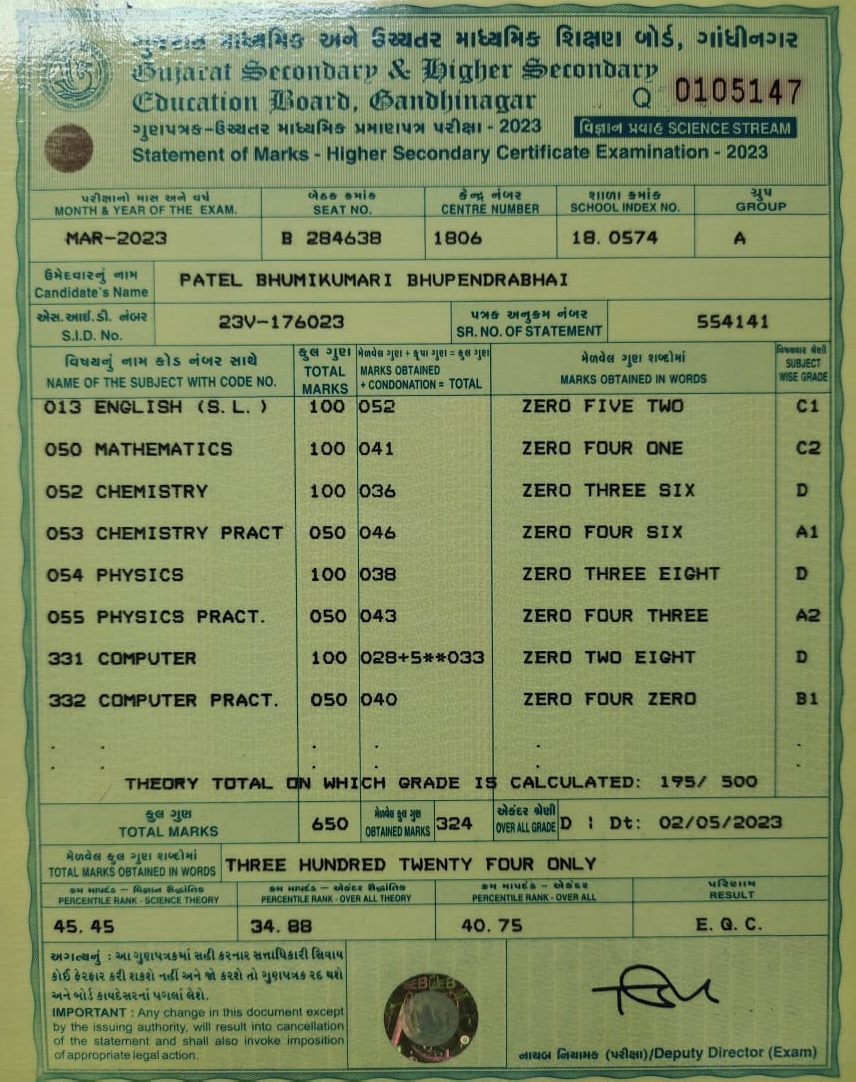 ગુજરાત માધ્યમિક અને ઉચ્ચતર માધ્યમિક શિક્ષણ બોર્ડ, ગાંધીનગર
Gujarat Secondary & Higher Secondary
Education Board, Gandhinagar
Q 0105147
ગુણપત્રક-ઉચ્ચતર માધ્યમિક પ્રમાણપત્ર પરીક્ષા - 2023 વિજ્ઞાન પ્રવાહ SCIENCE STREAM
Statement of Marks - Higher Secondary Certificate Examination - 2023
પરીક્ષાનો માસ અને વર્ષ બેઠક ક્રમાંક કેન્દ્ર નંબર શાળા ક્રમાંક ગ્રુપ
MONTH & YEAR OF THE EXAM. SEAT NO. CENTRE NUMBER SCHOOL INDEX NO. GROUP
MAR-2023 B 284638 1806 18. 0574 A
ઉમેદવારનું નામ
Candidate's Name PATEL BHUMIKUMARI BHUPENDRABHAI
એસ.આઈ.ડી. નંબર પત્રક અનુક્રમ નંબર
S.I.D. No. 23V-176023 SR. NO. OF STATEMENT 554141
વિષયનું નામ કોડ નંબર સાથે કુલ ગુણ મેળવેલ ગુણ + કૃપા ગુણ = કુલ ગુણ મેળવેલ ગુણ શબ્દોમાં વિષયવાર શ્રેણી
NAME OF THE SUBJECT WITH CODE NO. TOTAL MARKS MARKS OBTAINED + CONDONATION = TOTAL MARKS OBTAINED IN WORDS SUBJECT WISE GRADE
013 ENGLISH (S.L.) 100 052 ZERO FIVE TWO C1
050 MATHEMATICS 100 041 ZERO FOUR ONE C2
052 CHEMISTRY 100 036 ZERO THREE SIX D
053 CHEMISTRY PRACT 050 046 ZERO FOUR SIX A1
054 PHYSICS 100 038 ZERO THREE EIGHT D
055 PHYSICS PRACT. 050 043 ZERO FOUR THREE A2
331 COMPUTER 100 028+5**033 ZERO TWO EIGHT D
332 COMPUTER PRACT. 050 040 ZERO FOUR ZERO B1
THEORY TOTAL ON WHICH GRADE IS CALCULATED: 195/ 500
કુલ ગુણ મેળવેલ કુલ ગુણ એકંદર શ્રેણી
TOTAL MARKS 650 OBTAINED MARKS 324 OVER ALL GRADE D | Dt: 02/05/2023
મેળવેલ કુલ ગુણ શબ્દોમાં
TOTAL MARKS OBTAINED IN WORDS THREE HUNDRED TWENTY FOUR ONLY
ક્રમ માપદંડ – વિજ્ઞાન સૈદ્ધાંતિક ક્રમ માપદંડ – એકંદર સૈદ્ધાંતિક ક્રમ માપદંડ – એકંદર પરિણામ
PERCENTILE RANK - SCIENCE THEORY PERCENTILE RANK - OVER ALL THEORY PERCENTILE RANK - OVER ALL RESULT
45. 45 34. 88 40. 75 E. Q. C.
અગત્યનું : આ ગુણપત્રકમાં સહી કરનાર સત્તાધિકારી સિવાય
કોઈ ફેરફાર કરી શકશે નહીં અને જો કરશે તો ગુણપત્રક રદ થશે
અને બોર્ડ કાયદેસરનાં પગલાં લેશે.
IMPORTANT : Any change in this document except
by the issuing authority, will result into cancellation
of the statement and shall also invoke imposition
of appropriate legal action.
નાયબ નિયામક (પરીક્ષા)/Deputy Director (Exam)